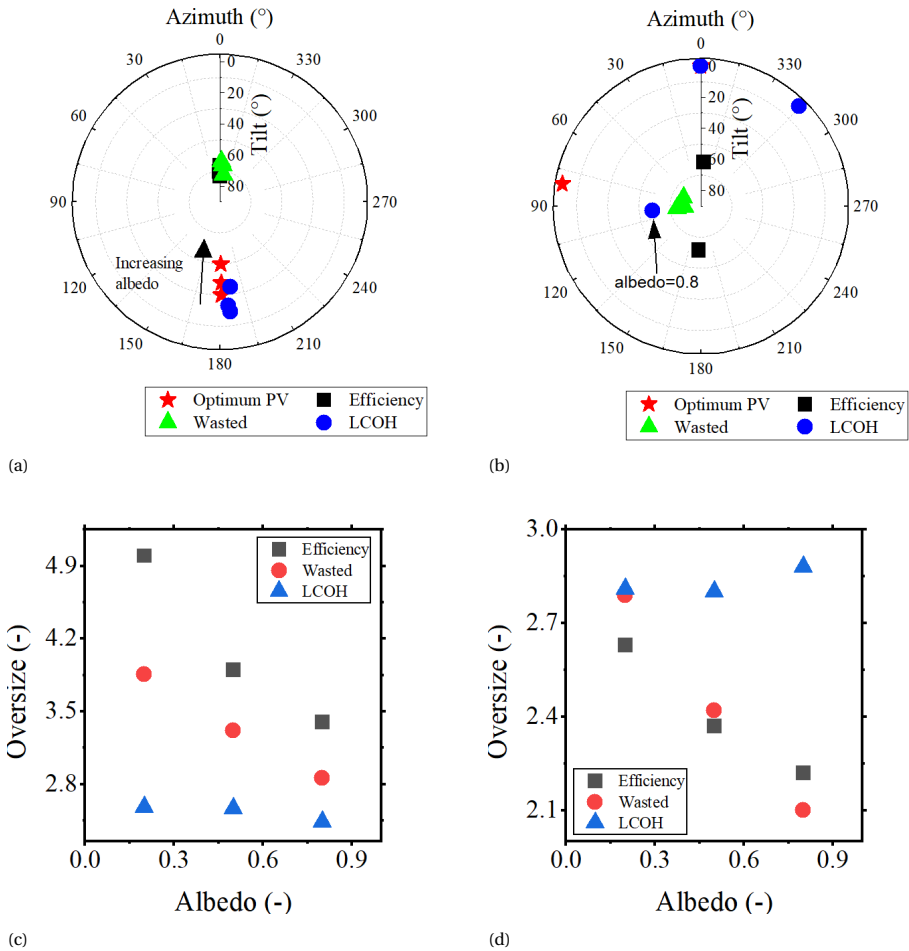 Azimuth (°)
0
30
330
60
300
90
270
120
240
150
210
180
0
20
40
60
80
Tilt (°)
Increasing
albedo
Optimum PV
Efficiency
Wasted
LCOH
(a)
Azimuth (°)
0
30
330
60
300
90
270
120
240
150
210
180
0
20
40
60
80
Tilt (°)
albedo=0.8
Optimum PV
Efficiency
Wasted
LCOH
(b)
Oversize (-)
4.9
4.2
3.5
2.8
0.0
0.3
0.6
0.9
Albedo (-)
Efficiency
Wasted
LCOH
(c)
Oversize (-)
3.0
2.7
2.4
2.1
0.0
0.3
0.6
0.9
Albedo (-)
Efficiency
Wasted
LCOH
(d)